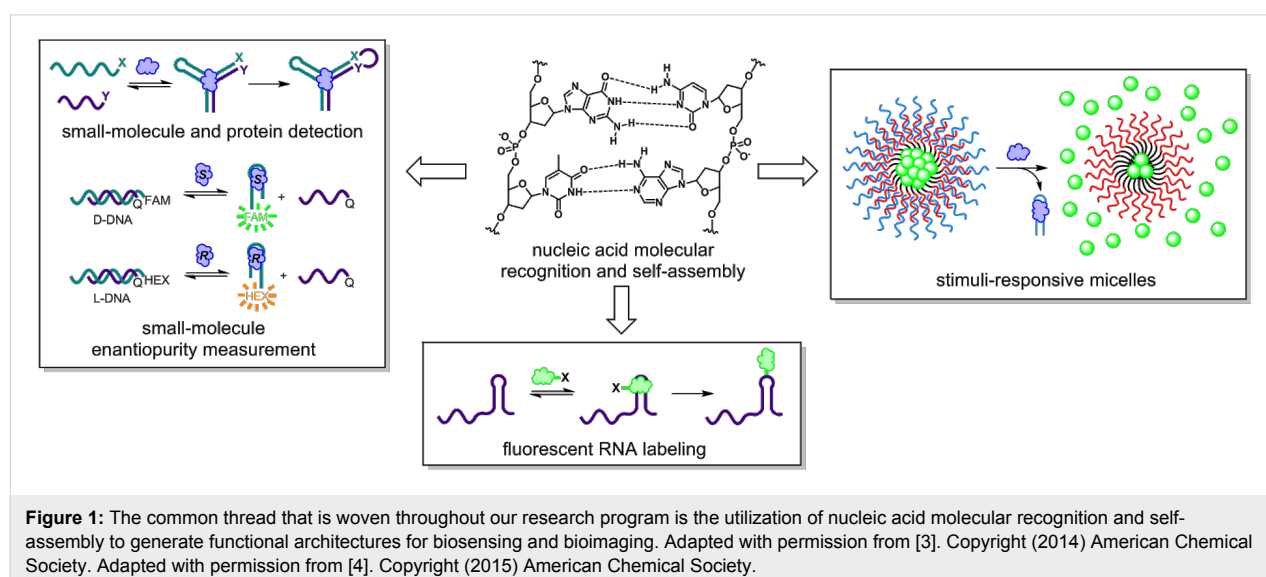 X
Y
X
Y
X
Y
small-molecule and protein detection
S
S
QFAM
FAM
+
Q
D-DNA
R
R
QHEX
HEX
+
Q
L-DNA
small-molecule
enantiopurity measurement
O
O
N
N
NH
N
N
H
H
H
N
H
N
N
O
O
O
O
O
O
-O
P
O
O
O
P
O
O-
O
O
N
O
NH
O
H
N
H
N
N
N
N
O
O
O
nucleic acid molecular
recognition and self-assembly
stimuli-responsive micelles
X
X
fluorescent RNA labeling
Figure 1: The common thread that is woven throughout our research program is the utilization of nucleic acid molecular recognition and self-
assembly to generate functional architectures for biosensing and bioimaging. Adapted with permission from [3]. Copyright (2014) American Chemical
Society. Adapted with permission from [4]. Copyright (2015) American Chemical Society.